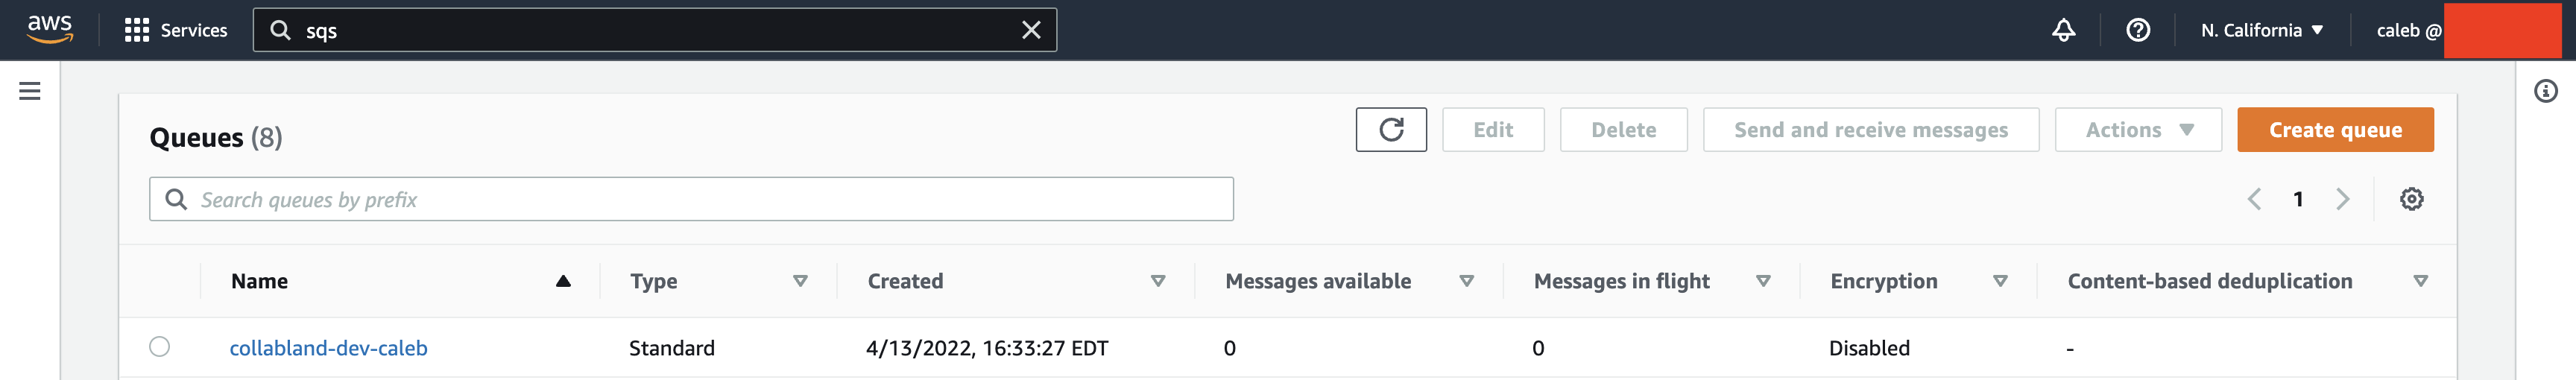 aws Services sqs N. California caleb @
Queues (8) Edit Delete Send and receive messages Actions Create queue
Search queues by prefix 1
Name Type Created Messages available Messages in flight Encryption Content-based deduplication
collabland-dev-caleb Standard 4/13/2022, 16:33:27 EDT 0 0 Disabled -